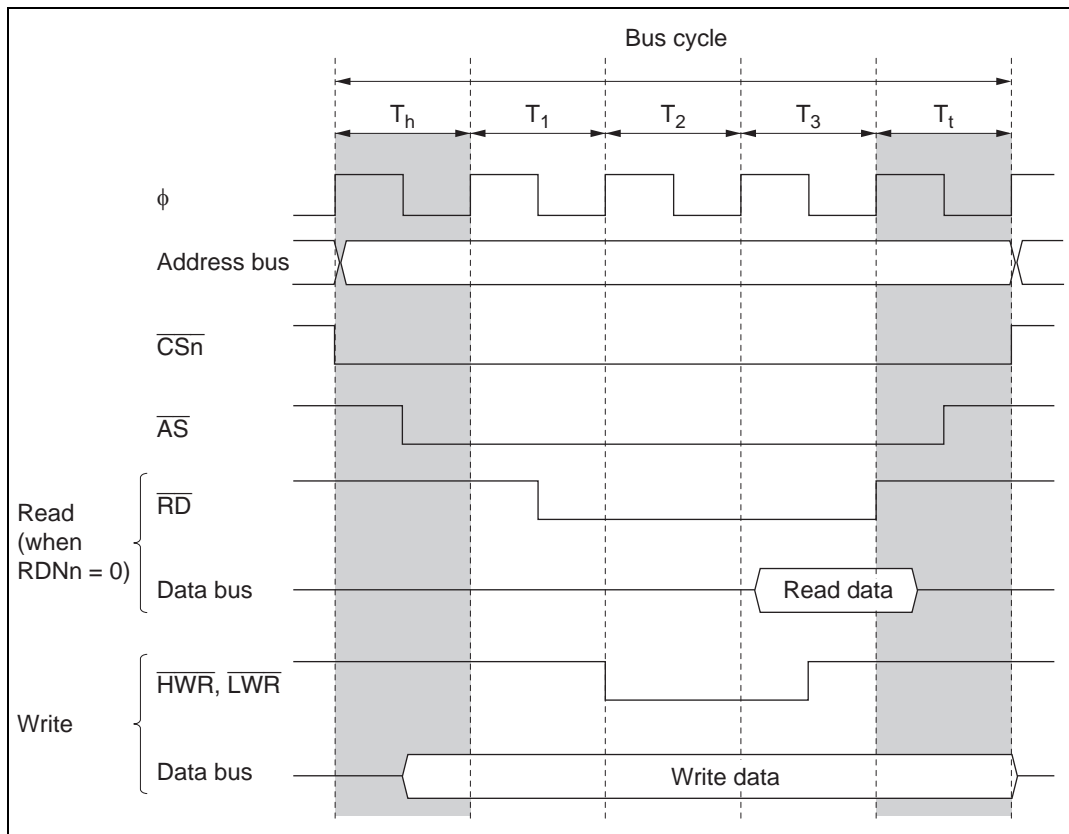 Bus cycle
Th T1 T2 T3 Tt
ϕ
Address bus
CSn
AS
Read
(when
RDNn = 0)
RD
Data bus
Read data
Write
HWR, LWR
Data bus
Write data